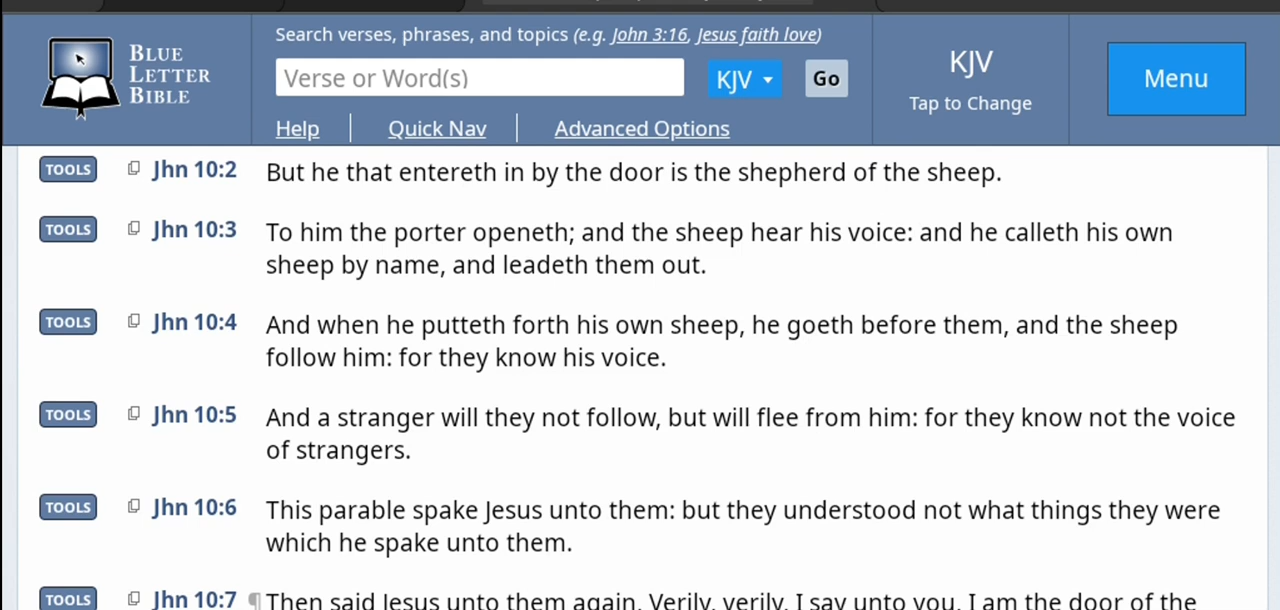 Search verses, phrases, and topics (e.g. John 3:16, Jesus faith love)
BLUE
LETTER
BIBLE
Verse or Word(s)
KJV
Go
Help
Quick Nav
Advanced Options
KJV
Tap to Change
Menu
TOOLS Jhn 10:2 But he that entereth in by the door is the shepherd of the sheep.
TOOLS Jhn 10:3 To him the porter openeth; and the sheep hear his voice: and he calleth his own
sheep by name, and leadeth them out.
TOOLS Jhn 10:4 And when he putteth forth his own sheep, he goeth before them, and the sheep
follow him: for they know his voice.
TOOLS Jhn 10:5 And a stranger will they not follow, but will flee from him: for they know not the voice
of strangers.
TOOLS Jhn 10:6 This parable spake Jesus unto them: but they understood not what things they were
which he spake unto them.
TOOLS Jhn 10:7 ¶ Then said Jesus unto them again, Verily, verily, I say unto you, I am the door of the